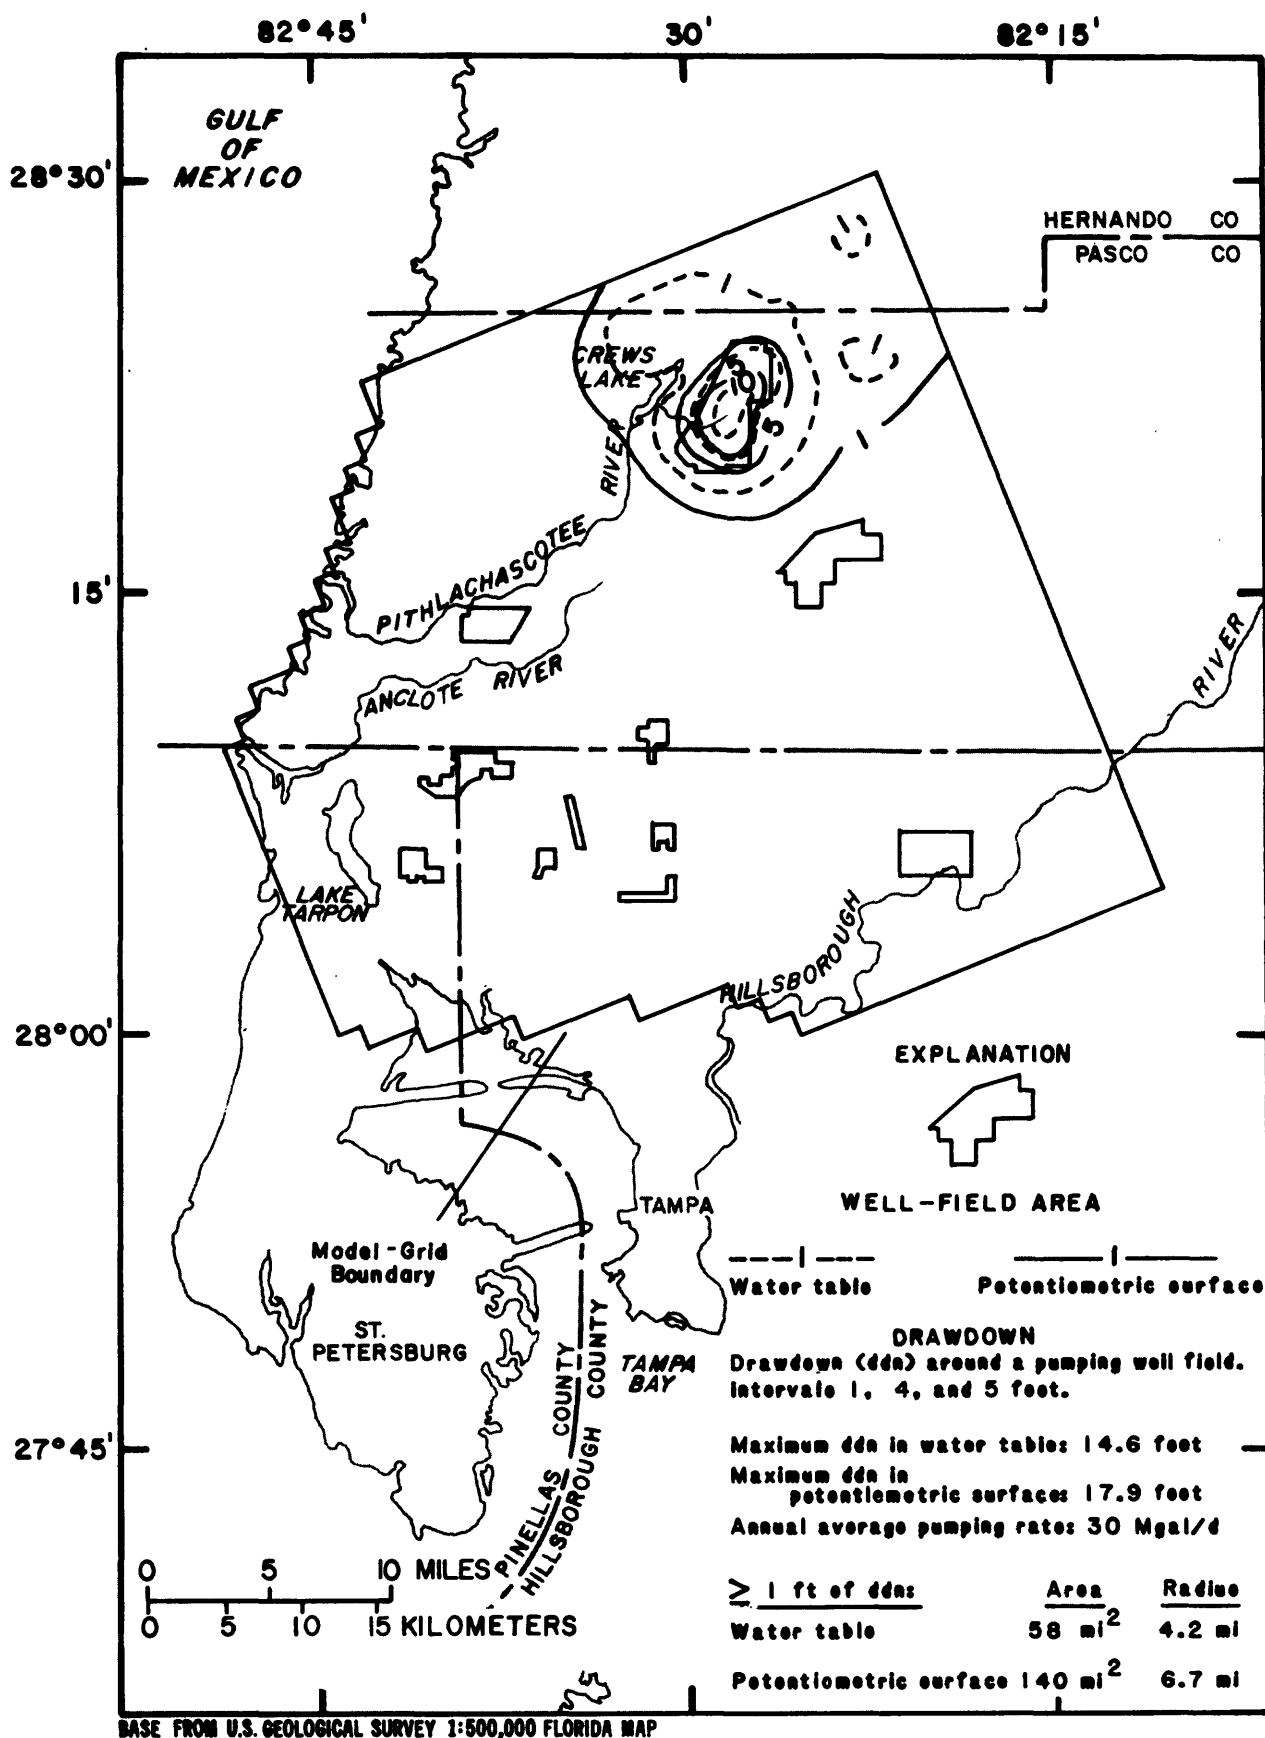 82°45' 30' 82°15'
GULF
OF
MEXICO
28°30'
HERNANDO CO
PASCO CO
CREWS
LAKE
5
10
5
RIVER
PITHLACHASCOTEE
15'
ANCLOTE RIVER
RIVER
LAKE
TARPON
HILLSBOROUGH
28°00'
EXPLANATION
WELL-FIELD AREA
TAMPA
Model-Grid
Boundary
Water table Potentiometric surface
ST.
PETERSBURG
TAMPA
BAY
PINELLAS COUNTY
HILLSBOROUGH COUNTY
DRAWDOWN
Drawdown (ddn) around a pumping well field.
Intervals 1, 4, and 5 feet.
27°45'
Maximum ddn in water table: 14.6 feet
Maximum ddn in
potentiometric surface: 17.9 feet
Annual average pumping rate: 30 Mgal/d
0 5 10 MILES
0 5 10 15 KILOMETERS
≥ 1 ft of ddn: Area Radius
Water table 58 mi² 4.2 mi
Potentiometric surface 140 mi² 6.7 mi
BASE FROM U.S. GEOLOGICAL SURVEY 1:500,000 FLORIDA MAP